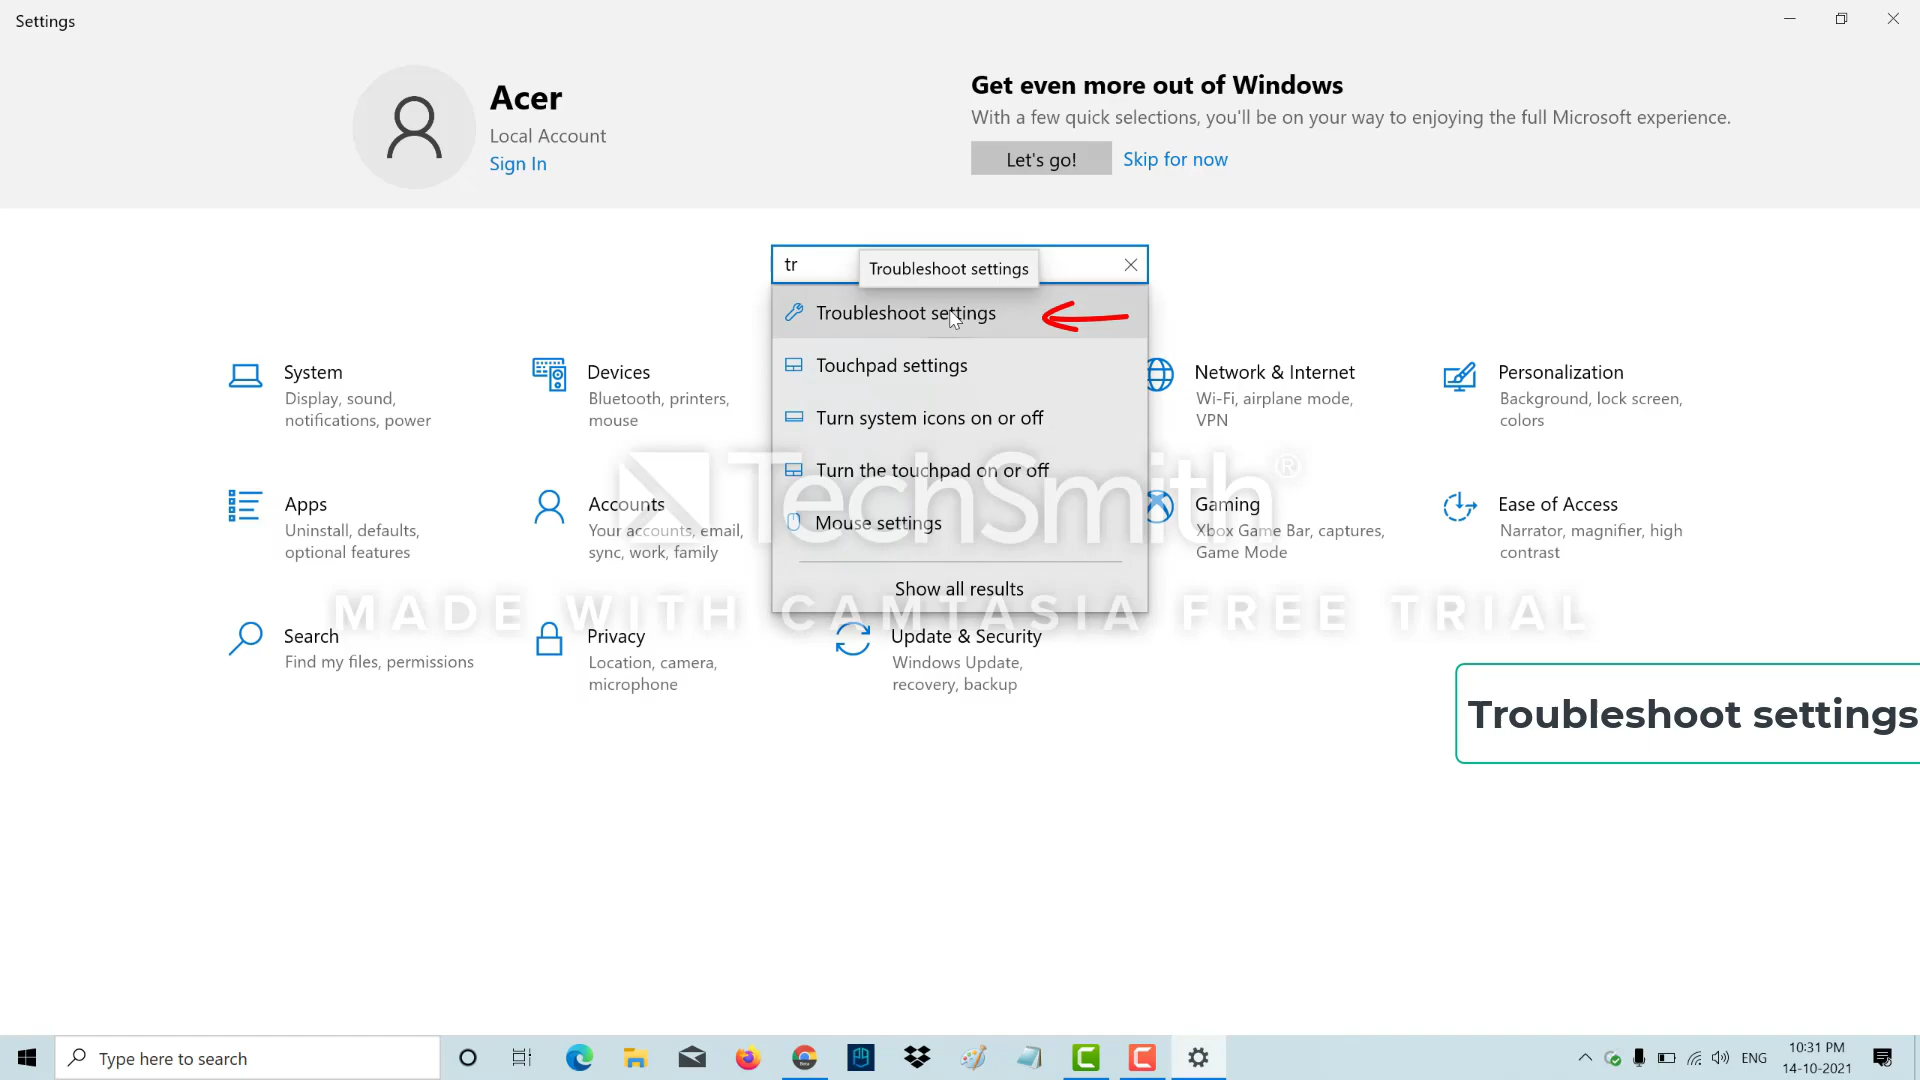 Settings
Acer
Local Account
Sign In
Get even more out of Windows
With a few quick selections, you'll be on your way to enjoying the full Microsoft experience.
Let's go!
Skip for now
tr
Troubleshoot settings
Troubleshoot settings
Touchpad settings
Turn system icons on or off
Turn the touchpad on or off
Mouse settings
Show all results
System
Display, sound,
notifications, power
Devices
Bluetooth, printers,
mouse
Network & Internet
Wi-Fi, airplane mode,
VPN
Personalization
Background, lock screen,
colors
Apps
Uninstall, defaults,
optional features
Accounts
Your accounts, email,
sync, work, family
Gaming
Xbox Game Bar, captures,
Game Mode
Ease of Access
Narrator, magnifier, high
contrast
TechSmith®
MADE WITH CAMTASIA FREE TRIAL
Search
Find my files, permissions
Privacy
Location, camera,
microphone
Update & Security
Windows Update,
recovery, backup
Troubleshoot settings
Type here to search
ENG
10:31 PM
14-10-2021